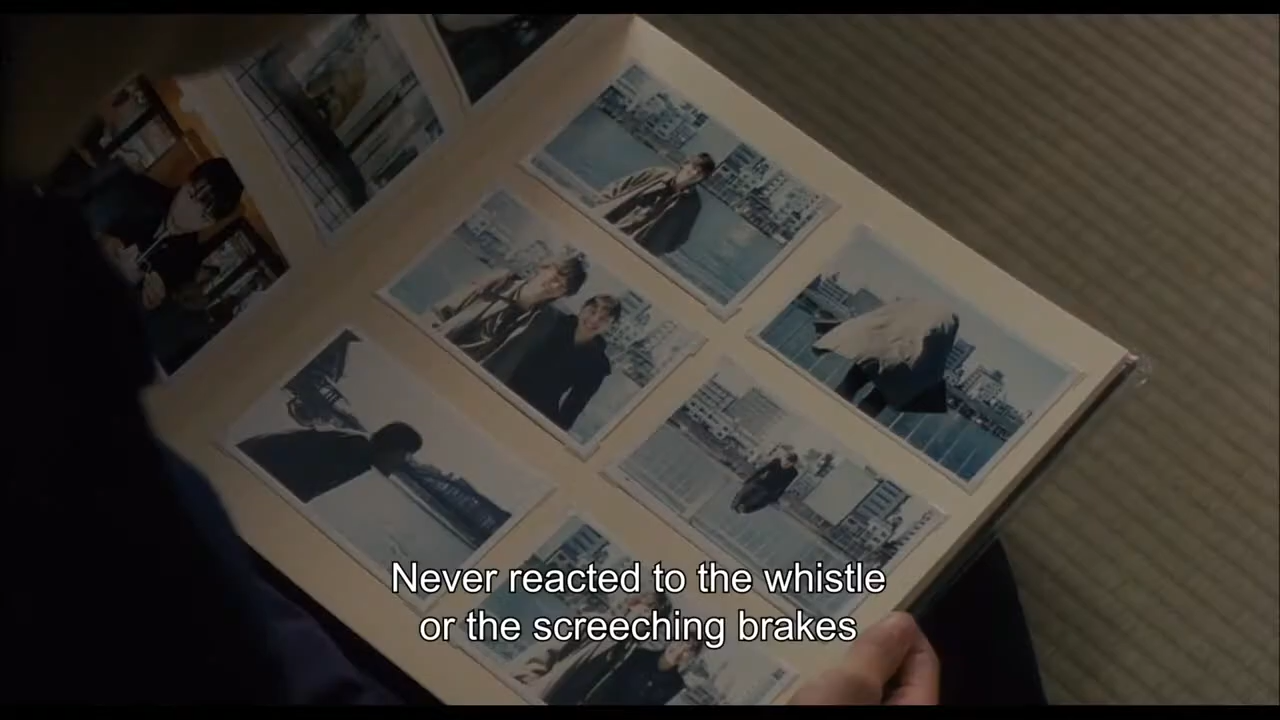 Never reacted to the whistle
or the screeching brakes